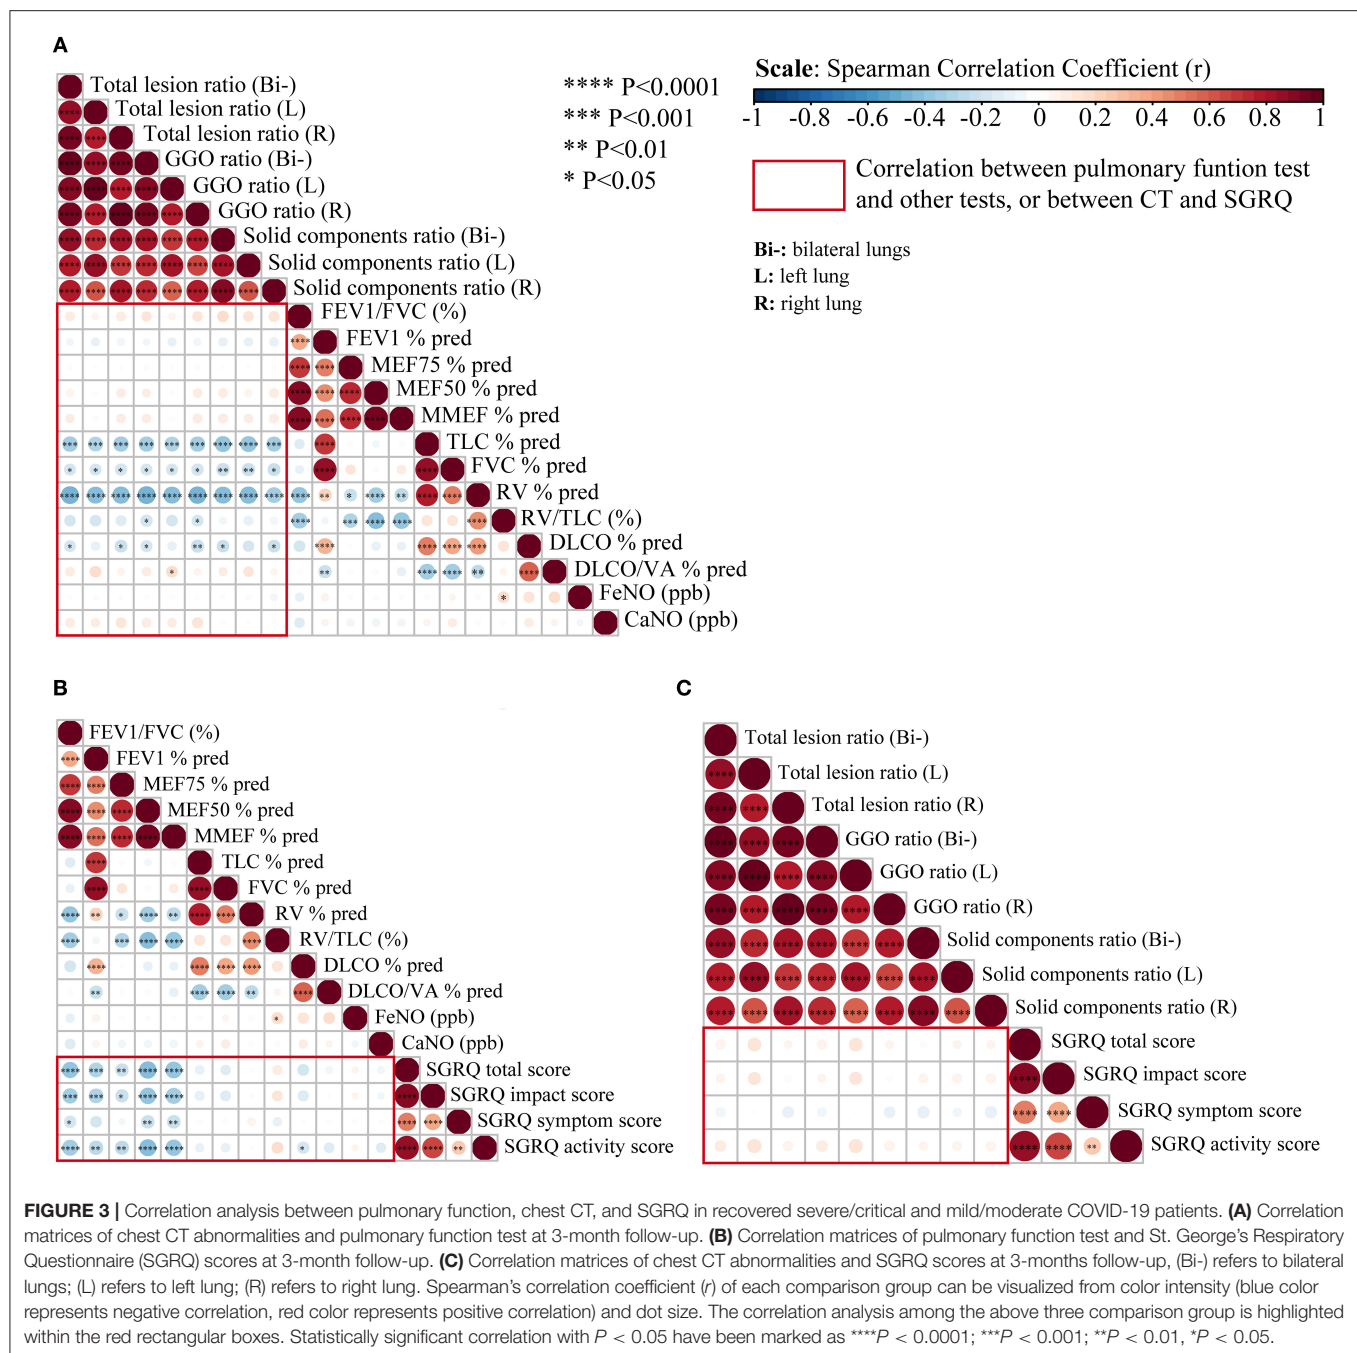 A
Total lesion ratio (Bi-)
Total lesion ratio (L)
Total lesion ratio (R)
GGO ratio (Bi-)
GGO ratio (L)
GGO ratio (R)
Solid components ratio (Bi-)
Solid components ratio (L)
Solid components ratio (R)
FEV1/FVC (%)
FEV1 % pred
MEF75 % pred
MEF50 % pred
MMEF % pred
TLC % pred
FVC % pred
RV % pred
RV/TLC (%)
DLCO % pred
DLCO/VA % pred
FeNO (ppb)
CaNO (ppb)
**** P<0.0001
*** P<0.001
** P<0.01
* P<0.05
Scale: Spearman Correlation Coefficient (r)
-1 -0.8 -0.6 -0.4 -0.2 0 0.2 0.4 0.6 0.8 1
Correlation between pulmonary funtion test
and other tests, or between CT and SGRQ
Bi-: bilateral lungs
L: left lung
R: right lung
B
FEV1/FVC (%)
FEV1 % pred
MEF75 % pred
MEF50 % pred
MMEF % pred
TLC % pred
FVC % pred
RV % pred
RV/TLC (%)
DLCO % pred
DLCO/VA % pred
FeNO (ppb)
CaNO (ppb)
SGRQ total score
SGRQ impact score
SGRQ symptom score
SGRQ activity score
C
Total lesion ratio (Bi-)
Total lesion ratio (L)
Total lesion ratio (R)
GGO ratio (Bi-)
GGO ratio (L)
GGO ratio (R)
Solid components ratio (Bi-)
Solid components ratio (L)
Solid components ratio (R)
SGRQ total score
SGRQ impact score
SGRQ symptom score
SGRQ activity score
FIGURE 3 | Correlation analysis between pulmonary function, chest CT, and SGRQ in recovered severe/critical and mild/moderate COVID-19 patients. (A) Correlation
matrices of chest CT abnormalities and pulmonary function test at 3-month follow-up. (B) Correlation matrices of pulmonary function test and St. George's Respiratory
Questionnaire (SGRQ) scores at 3-month follow-up. (C) Correlation matrices of chest CT abnormalities and SGRQ scores at 3-months follow-up, (Bi-) refers to bilateral
lungs; (L) refers to left lung; (R) refers to right lung. Spearman's correlation coefficient (r) of each comparison group can be visualized from color intensity (blue color
represents negative correlation, red color represents positive correlation) and dot size. The correlation analysis among the above three comparison group is highlighted
within the red rectangular boxes. Statistically significant correlation with P < 0.05 have been marked as ****P < 0.0001; ***P < 0.001; **P < 0.01, *P < 0.05.